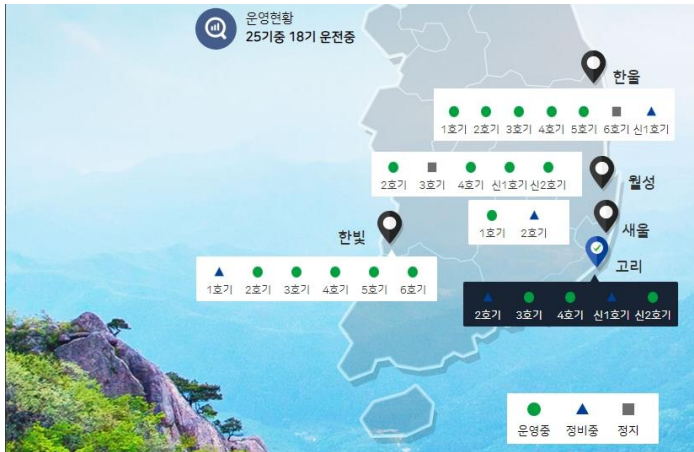 운영현황
25기중 18기 운전중
한울
1호기 2호기 3호기 4호기 5호기 6호기 신1호기
2호기 3호기 4호기 신1호기 신2호기
월성
1호기 2호기
새울
한빛
1호기 2호기 3호기 4호기 5호기 6호기
고리
2호기 3호기 4호기 신1호기 신2호기
운영중 정비중 정지